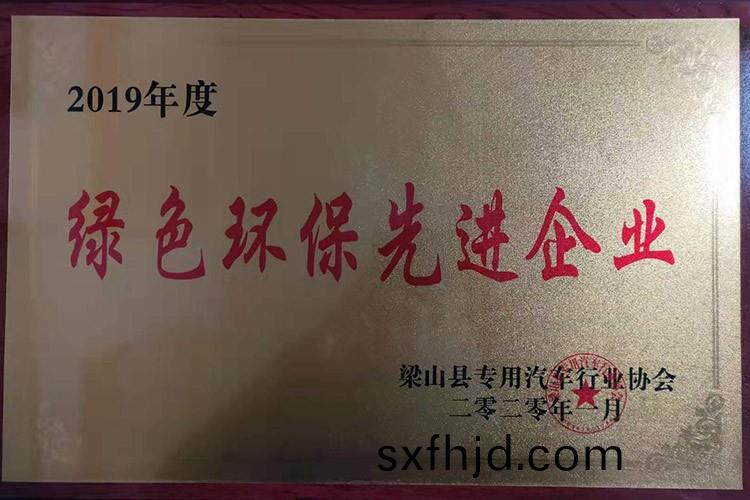 2019年度
绿色环保先进企业
梁山县专用汽车行业协会
二零二零年一月
sxfhjd.com